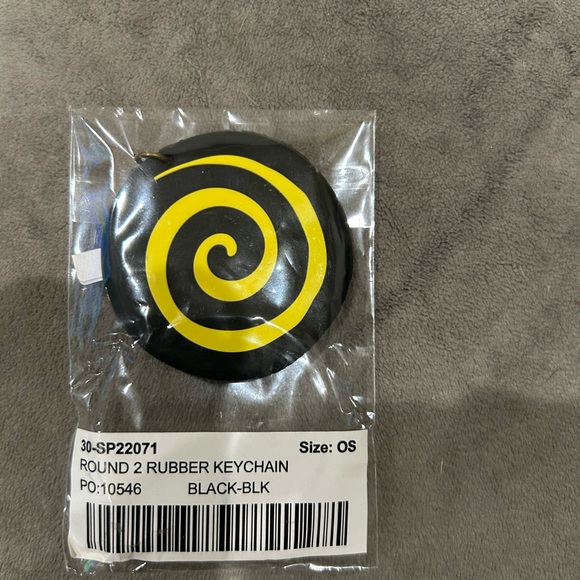 30-SP22071 Size: OS
ROUND 2 RUBBER KEYCHAIN
PO:10546 BLACK-BLK